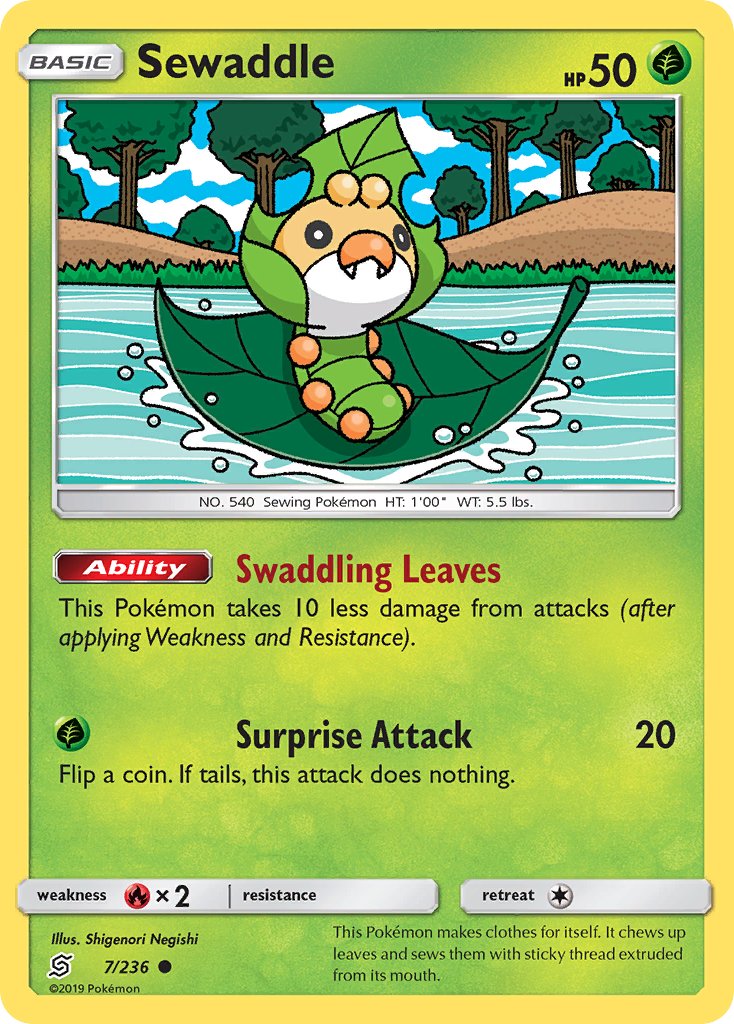 BASIC Sewaddle HP 50
NO. 540 Sewing Pokémon HT: 1'00" WT: 5.5 lbs.
Ability Swaddling Leaves
This Pokémon takes 10 less damage from attacks (after
applying Weakness and Resistance).
Surprise Attack 20
Flip a coin. If tails, this attack does nothing.
weakness × 2 resistance retreat
Illus. Shigenori Negishi
7/236
©2019 Pokémon
This Pokémon makes clothes for itself. It chews up
leaves and sews them with sticky thread extruded
from its mouth.